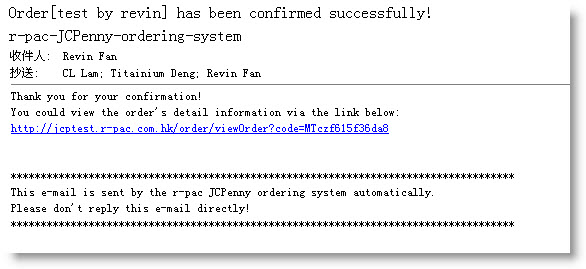 Order[test by revin] has been confirmed successfully!
r-pac-JCPenny-ordering-system
收件人: Revin Fan
抄送: CL Lam; Titainium Deng; Revin Fan
Thank you for your confirmation!
You could view the order's detail information via the link below:
http://jcptest.r-pac.com.hk/order/viewOrder?code=MTczf615f36da8
************************************************************************************
This e-mail is sent by the r-pac JCPenny ordering system automatically.
Please don't reply this e-mail directly!
************************************************************************************